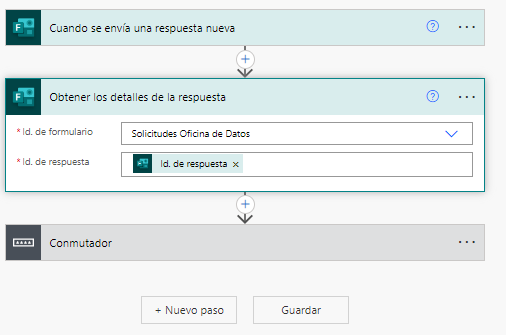 Cuando se envía una respuesta nueva
Obtener los detalles de la respuesta
* Id. de formulario
Solicitudes Oficina de Datos
* Id. de respuesta
Id. de respuesta ×
Conmutador
+ Nuevo paso
Guardar